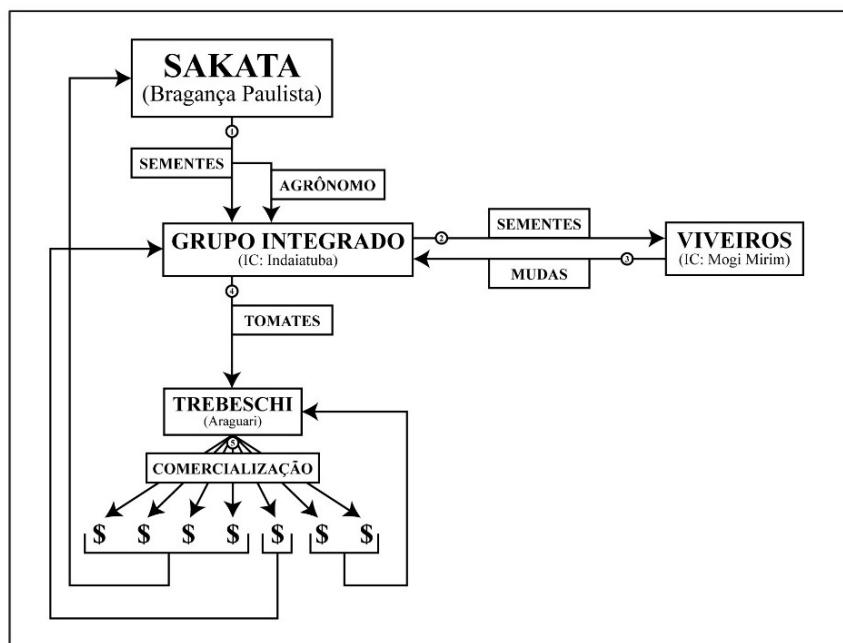 SAKATA
(Bragança Paulista)
1
SEMENTES
AGRÔNOMO
GRUPO INTEGRADO
(IC: Indaiatuba)
2
SEMENTES
VIVEIROS
(IC: Mogi Mirim)
3
MUDAS
4
TOMATES
TREBESCHI
(Araguari)
5
COMERCIALIZAÇÃO
$ $ $ $ $ $ $